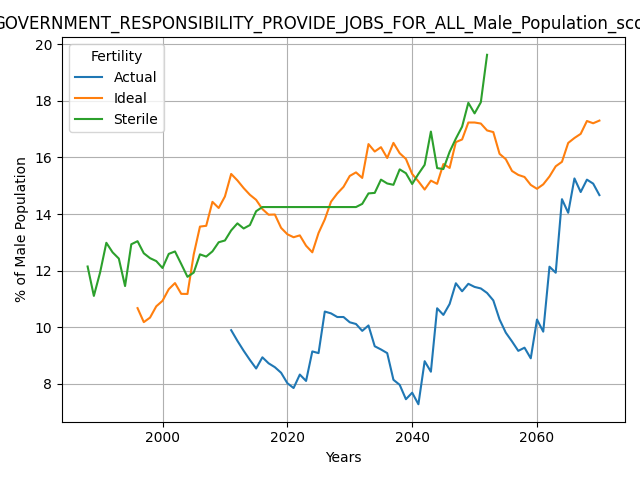 GOVERNMENT_RESPONSIBILITY_PROVIDE_JOBS_FOR_ALL_Male_Population_sco
20
18
16
14
12
10
8
% of Male Population
Fertility
Actual
Ideal
Sterile
2000
2020
2040
2060
Years